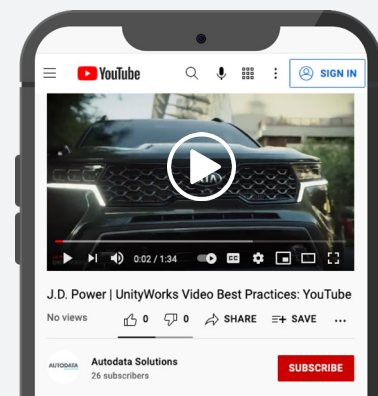 YouTube
SIGN IN
KIA
0:02 / 1:34
CC
J.D. Power | UnityWorks Video Best Practices: YouTube
No views
0
0
SHARE
SAVE
AUTODATA
Autodata Solutions
26 subscribers
SUBSCRIBE